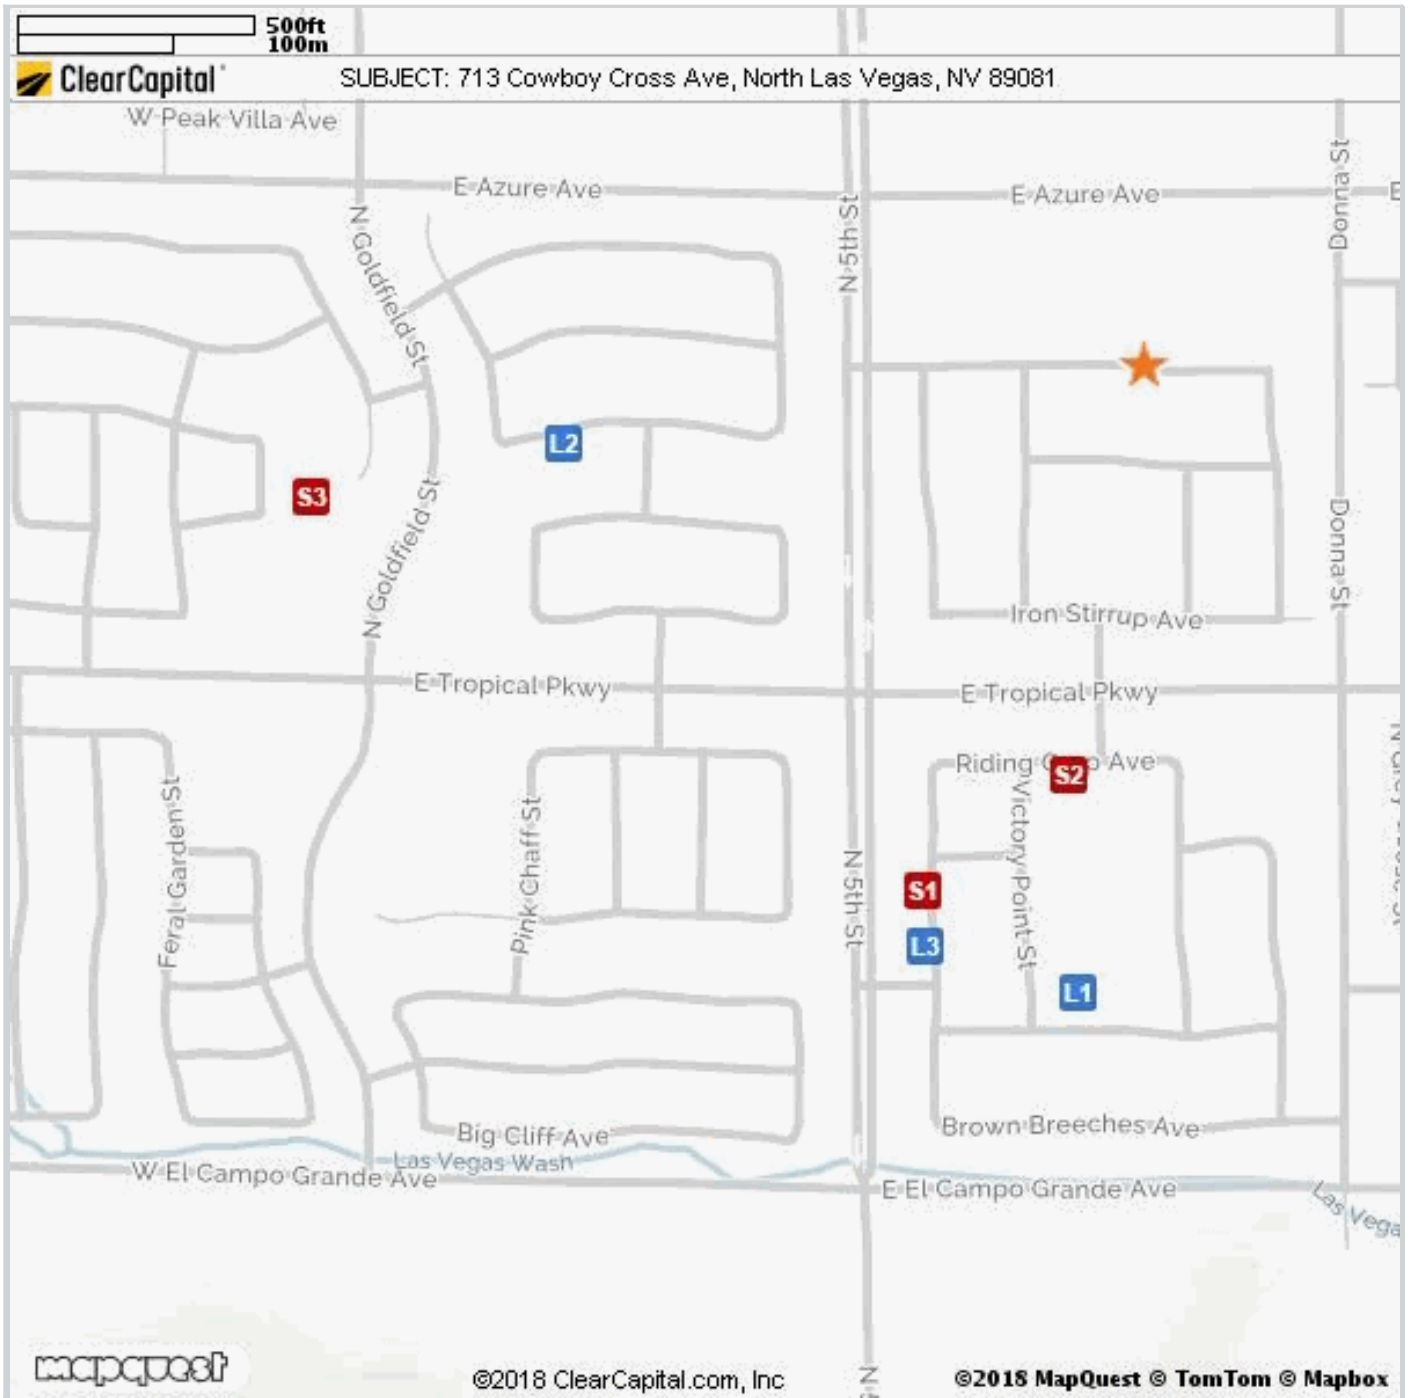 500ft
100m
ClearCapital
SUBJECT: 713 Cowboy Cross Ave, North Las Vegas, NV 89081
W Peak Villa Ave
Donna St
E Azure Ave
E Azure Ave
E
N 5th St
N Goldfield St
L2
S3
N Goldfield St
Donna St
Iron Stirrup Ave
E Tropical Pkwy
E Tropical Pkwy
Riding Ave
S2
Feral Garden St
Pink Chaff St
Victory Point St
N 5th St
S1
L3
L1
Big Cliff Ave
Brown Breeches Ave
Las Vegas Wash
W El Campo Grande Ave
E El Campo Grande Ave
Las Vega
mapquest
©2018 ClearCapital.com, Inc
N
©2018 MapQuest © TomTom © Mapbox